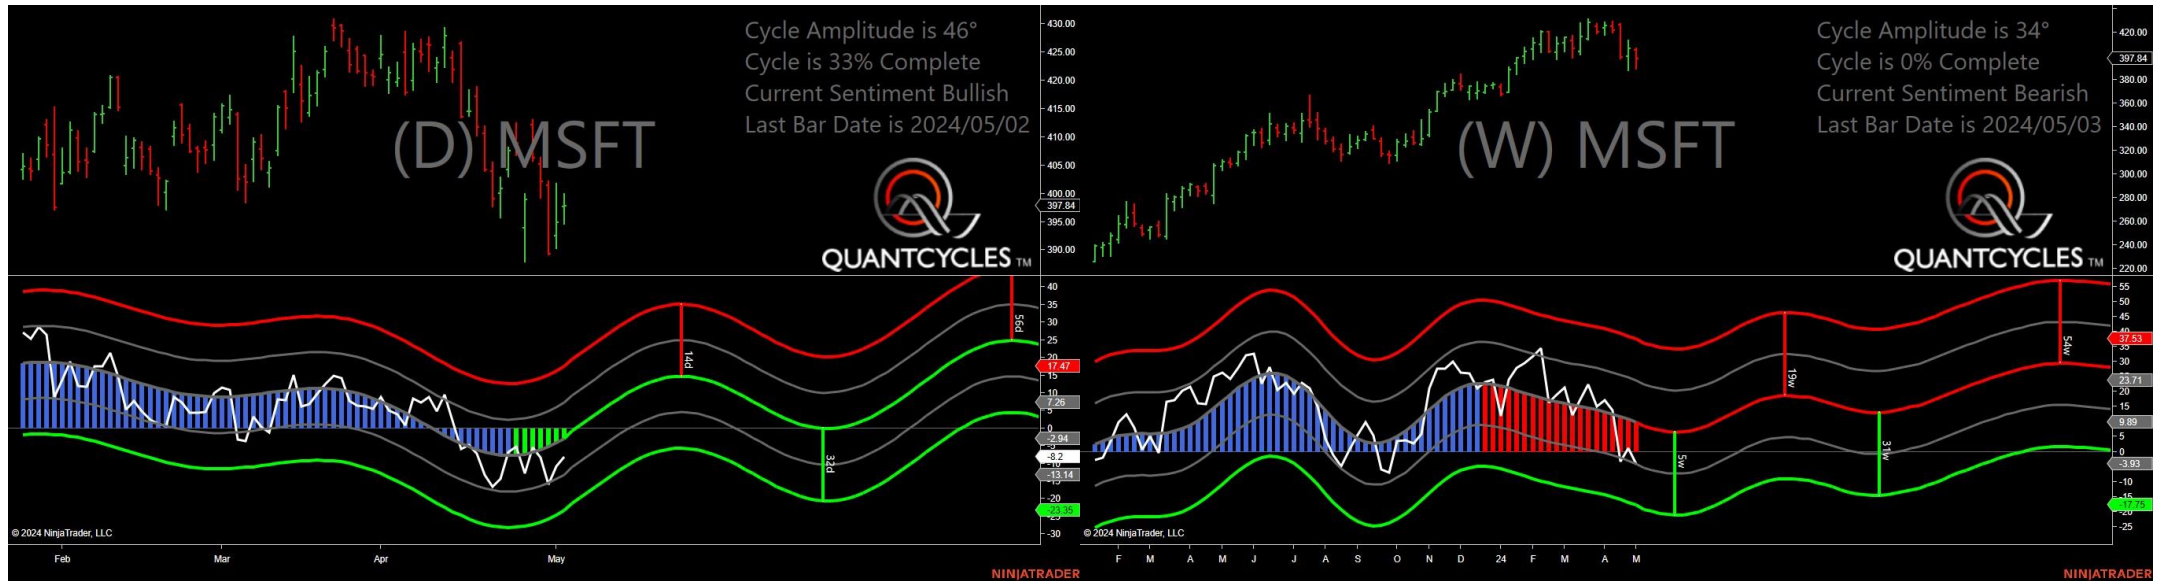 Cycle Amplitude is 46°
Cycle is 33% Complete
Current Sentiment Bullish
Last Bar Date is 2024/05/02
(D) MSFT
QUANTCYCLES TM
430.00
425.00
420.00
415.00
410.00
405.00
400.00
397.84
395.00
390.00
40
35
30
25
20
17.47
15
10
7.26
5
0
-2.94
-8.2
-10
-13.14
-15
-20
-23.35
-30
14d
32d
56d
© 2024 NinjaTrader, LLC
Feb Mar Apr May
NINJATRADER
Cycle Amplitude is 34°
Cycle is 0% Complete
Current Sentiment Bearish
Last Bar Date is 2024/05/03
(W) MSFT
QUANTCYCLES TM
420.00
397.84
380.00
360.00
340.00
320.00
300.00
280.00
260.00
240.00
220.00
55
50
45
40
37.53
35
30
23.71
20
15
9.89
5
0
-3.93
-10
-15
-17.75
-20
-25
5w
19w
31w
54w
© 2024 NinjaTrader, LLC
F M A M J J A S O N D 24 F M A M
NINJATRADER